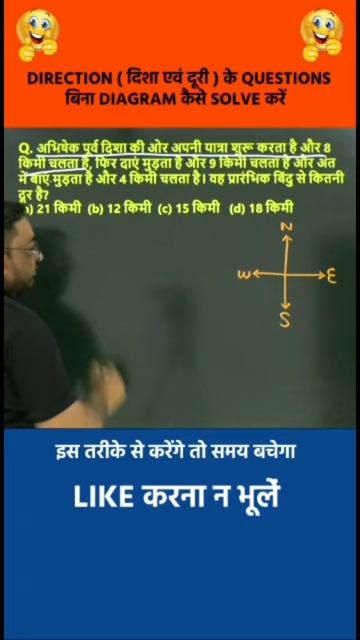 DIRECTION ( दिशा एवं दूरी ) के QUESTIONS
बिना DIAGRAM कैसे SOLVE करें
Q. अभिषेक पूर्व दिशा की ओर अपनी यात्रा शुरू करता है और 8
किमी चलता है, फिर दाएं मुड़ता है और 9 किमी चलता है और अंत
में बाएं मुड़ता है और 4 किमी चलता है। वह प्रारंभिक बिंदु से कितनी
दूर है?
) 21 किमी (b) 12 किमी (c) 15 किमी (d) 18 किमी
N
W E
S
इस तरीके से करेंगे तो समय बचेगा
LIKE करना न भूलें